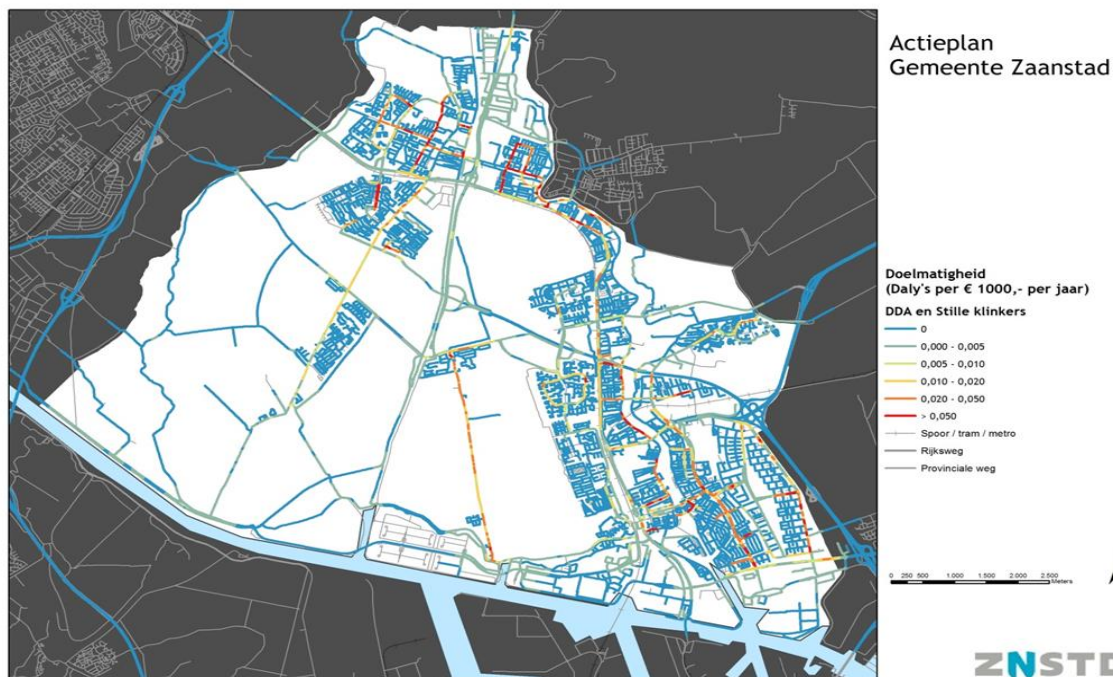 Actieplan
Gemeente Zaanstad
Doelmatigheid
(Daly's per € 1000,- per jaar)
DDA en Stille klinkers
0
0,000 - 0,005
0,005 - 0,010
0,010 - 0,020
0,020 - 0,050
> 0,050
Spoor / tram / metro
Rijksweg
Provinciale weg
0 250 500 1.000 1.500 2.000 2.500
Meters
ZNSTD